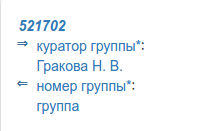 521702
⇒ куратор группы*:
Гракова Н. В.
⇐ номер группы*:
группа